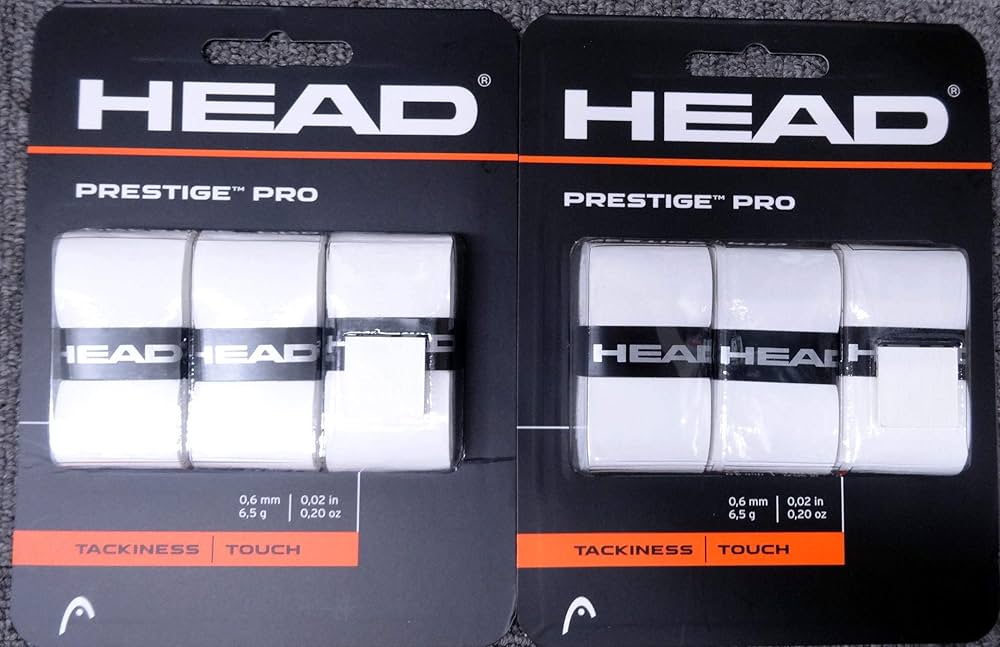 HEAD®
PRESTIGE™ PRO
HEAD HEAD
0,6 mm | 0,02 in
6,5 g | 0,20 oz
TACKINESS | TOUCH
HEAD®
PRESTIGE™ PRO
HEAD HEAD
0,6 mm | 0,02 in
6,5 g | 0,20 oz
TACKINESS | TOUCH